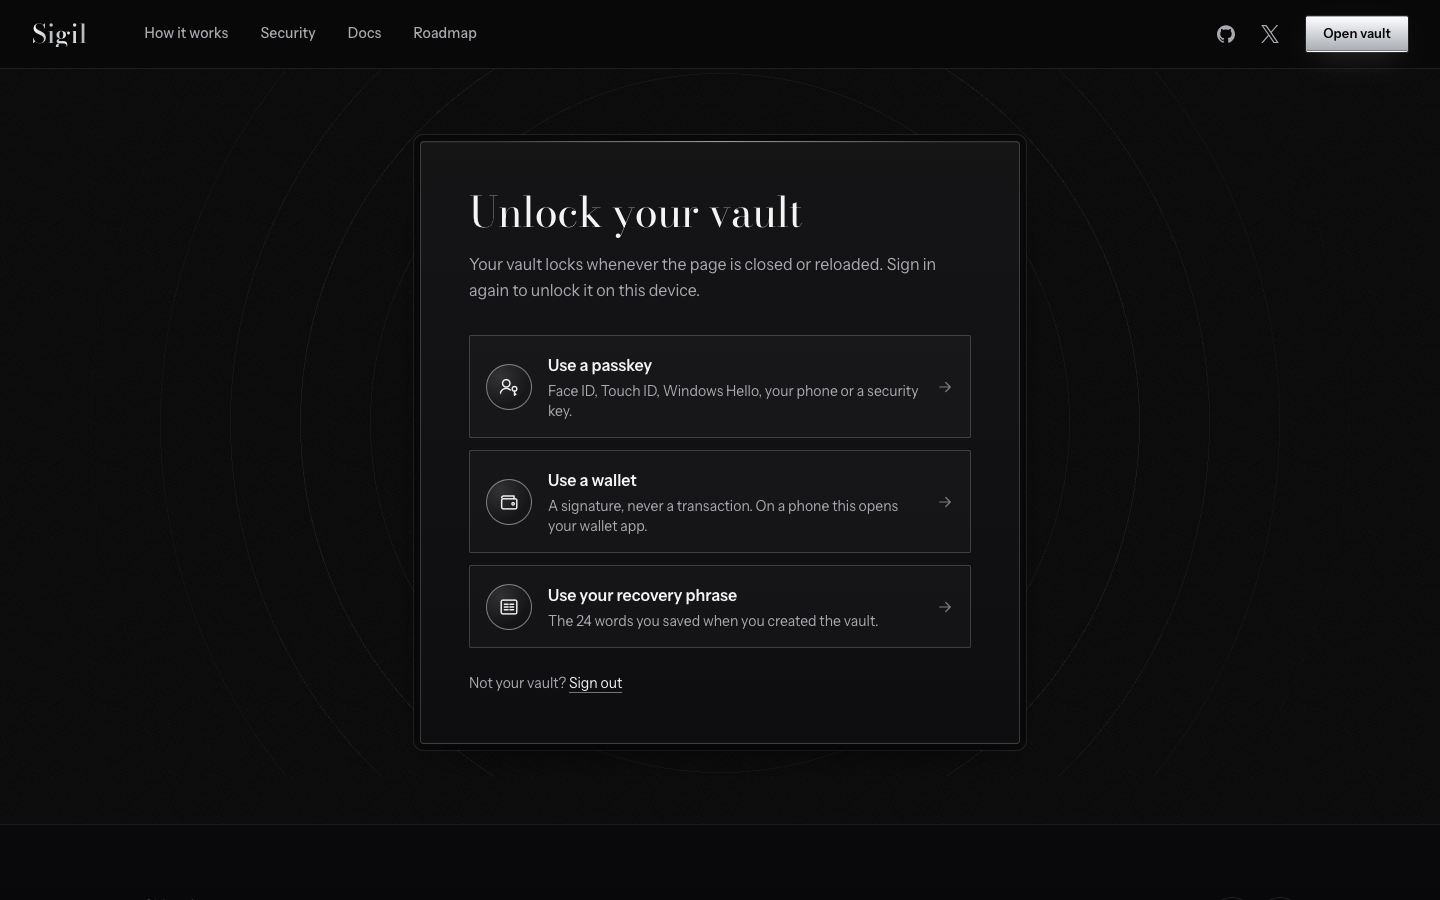 Sigil
How it works
Security
Docs
Roadmap
Open vault
Unlock your vault
Your vault locks whenever the page is closed or reloaded. Sign in
again to unlock it on this device.
Use a passkey
Face ID, Touch ID, Windows Hello, your phone or a security
key.
Use a wallet
A signature, never a transaction. On a phone this opens
your wallet app.
Use your recovery phrase
The 24 words you saved when you created the vault.
Not your vault? Sign out